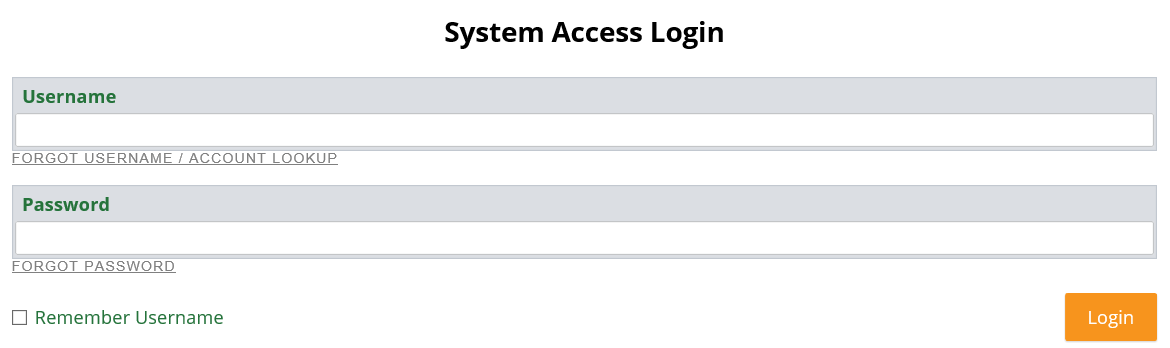 System Access Login
Username
FORGOT USERNAME / ACCOUNT LOOKUP
Password
FORGOT PASSWORD
Remember Username
Login